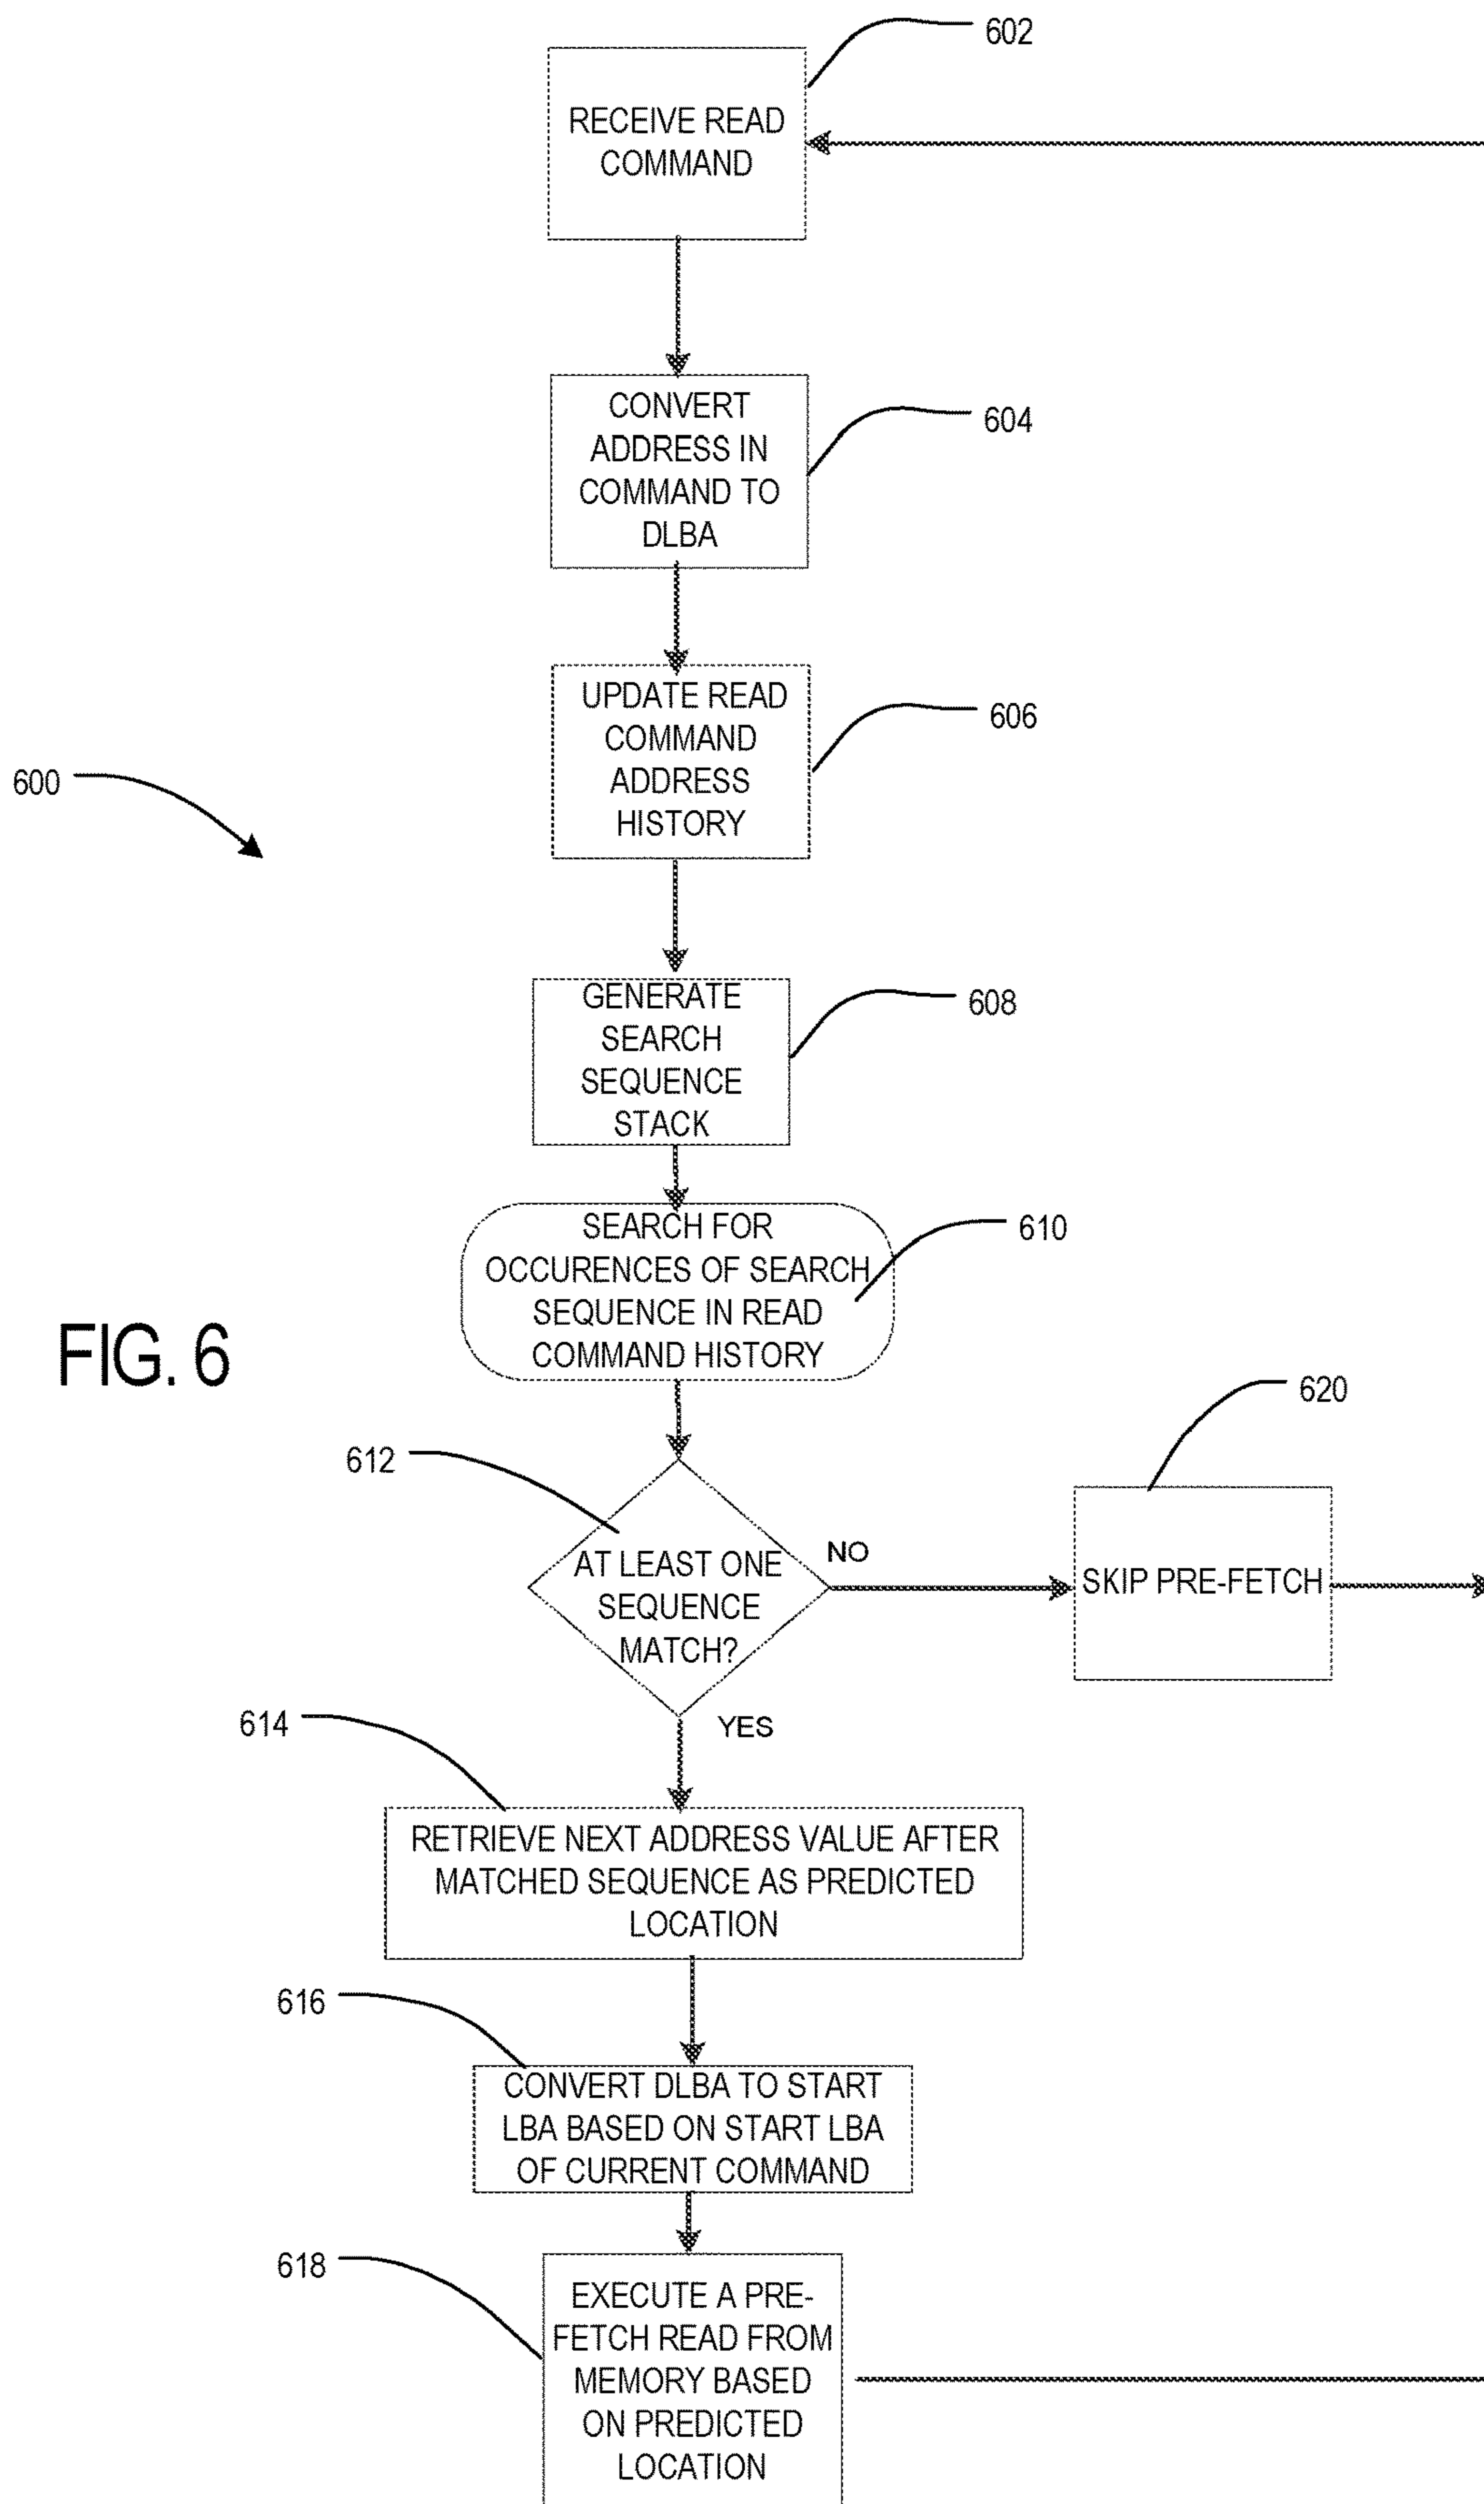 602
RECEIVE READ
COMMAND
CONVERT
ADDRESS IN
COMMAND TO
DLBA
604
UPDATE READ
COMMAND
ADDRESS
HISTORY
606
600
GENERATE
SEARCH
SEQUENCE
STACK
608
SEARCH FOR
OCCURENCES OF SEARCH
SEQUENCE IN READ
COMMAND HISTORY
610
FIG. 6
620
612
AT LEAST ONE
SEQUENCE
MATCH?
NO
SKIP PRE-FETCH
YES
614
RETRIEVE NEXT ADDRESS VALUE AFTER
MATCHED SEQUENCE AS PREDICTED
LOCATION
616
CONVERT DLBA TO START
LBA BASED ON START LBA
OF CURRENT COMMAND
618
EXECUTE A PRE-
FETCH READ FROM
MEMORY BASED
ON PREDICTED
LOCATION